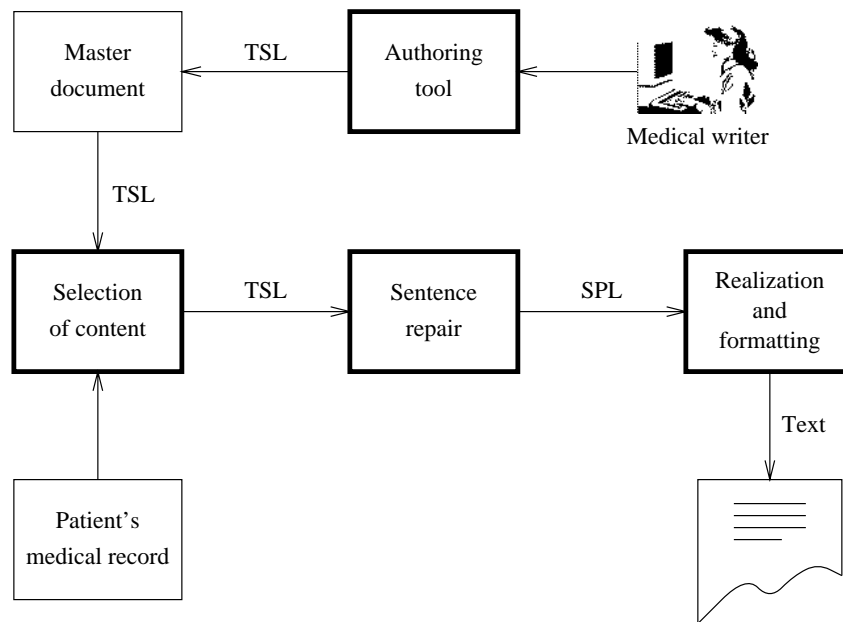 Master
document
TSL
Authoring
tool
Medical writer
TSL
Selection
of content
TSL
Sentence
repair
SPL
Realization
and
formatting
Text
Patient’s
medical record